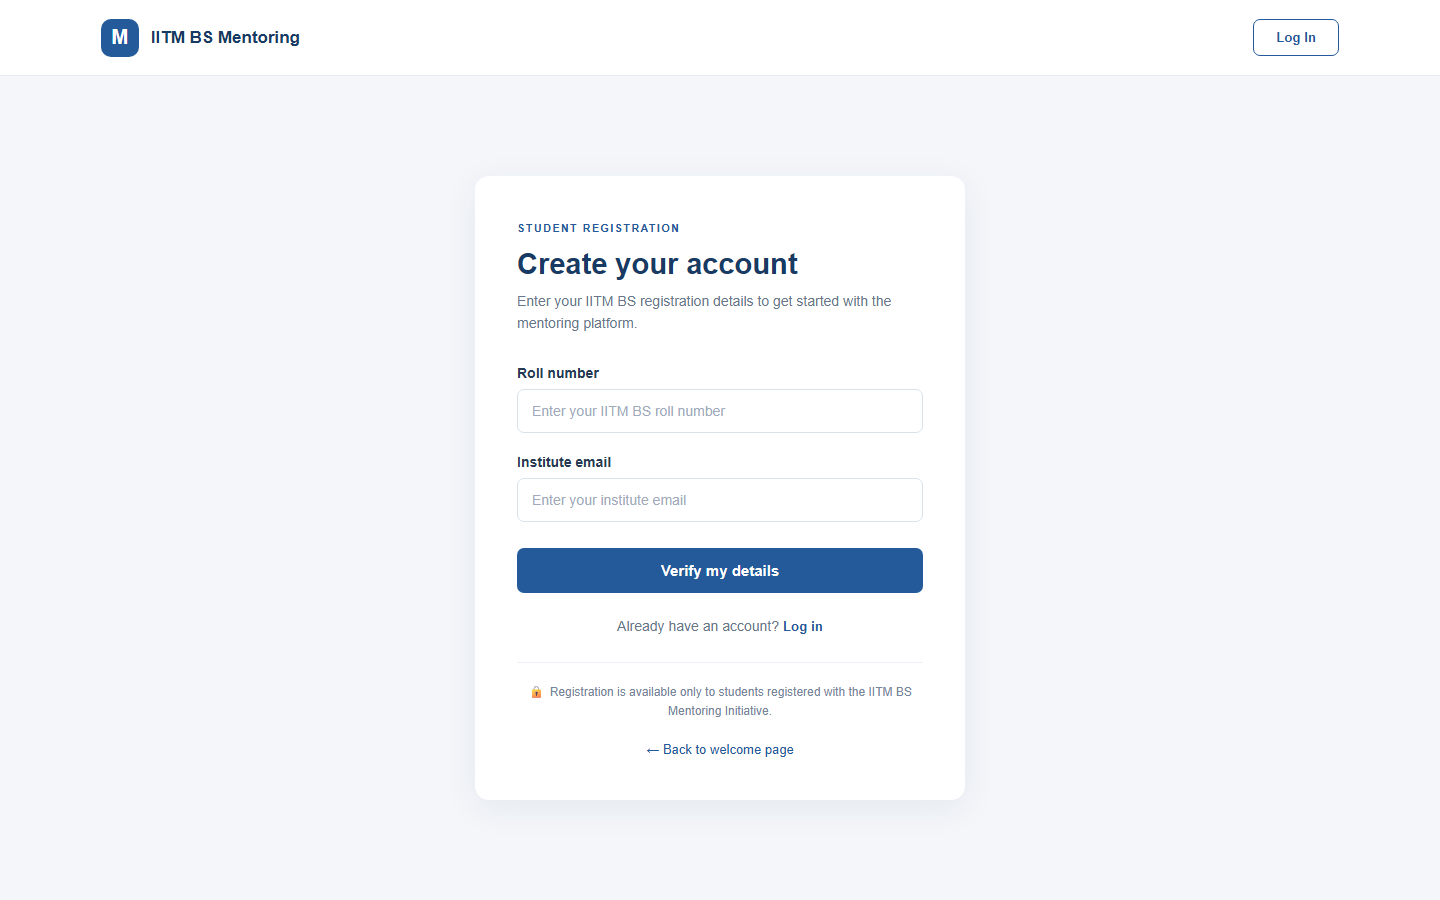 M
IITM BS Mentoring
Log In
STUDENT REGISTRATION
Create your account
Enter your IITM BS registration details to get started with the
mentoring platform.
Roll number
Enter your IITM BS roll number
Institute email
Enter your institute email
Verify my details
Already have an account? Log in
🔒 Registration is available only to students registered with the IITM BS
Mentoring Initiative.
← Back to welcome page